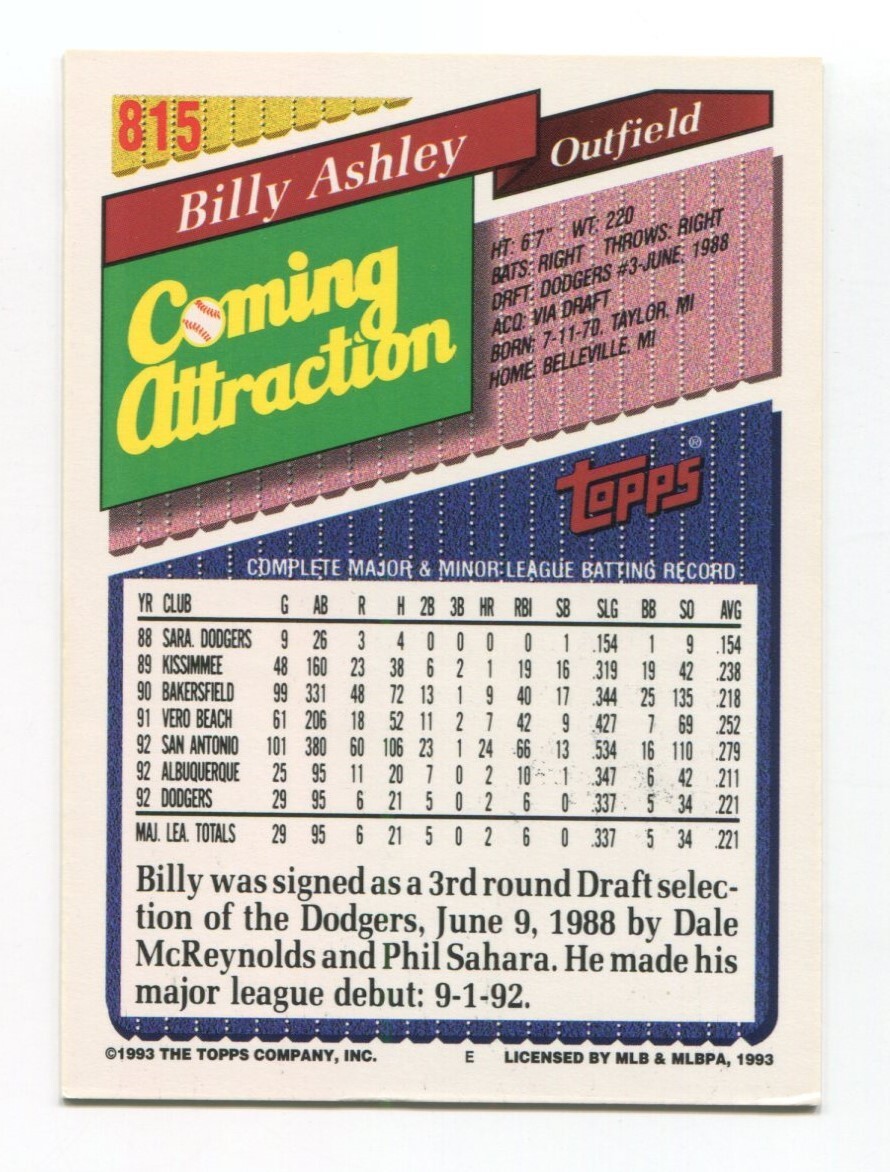 815
Billy Ashley
Outfield
Coming
Attraction
HT: 6'7" WT: 220
BATS: RIGHT THROWS: RIGHT
DRFT: DODGERS #3-JUNE, 1988
ACQ: VIA DRAFT
BORN: 7-11-70, TAYLOR, MI
HOME: BELLEVILLE, MI
topps®
COMPLETE MAJOR & MINOR LEAGUE BATTING RECORD
YR CLUB G AB R H 2B 3B HR RBI SB SLG BB SO AVG
88 SARA. DODGERS 9 26 3 4 0 0 0 0 1 .154 1 9 .154
89 KISSIMMEE 48 160 23 38 6 2 1 19 16 .319 19 42 .238
90 BAKERSFIELD 99 331 48 72 13 1 9 40 17 .344 25 135 .218
91 VERO BEACH 61 206 18 52 11 2 7 42 9 .427 7 69 .252
92 SAN ANTONIO 101 380 60 106 23 1 24 66 13 .534 16 110 .279
92 ALBUQUERQUE 25 95 11 20 7 0 2 10 1 .347 6 42 .211
92 DODGERS 29 95 6 21 5 0 2 6 0 .337 5 34 .221
MAJ. LEA. TOTALS 29 95 6 21 5 0 2 6 0 .337 5 34 .221
Billy was signed as a 3rd round Draft selec-
tion of the Dodgers, June 9, 1988 by Dale
McReynolds and Phil Sahara. He made his
major league debut: 9-1-92.
©1993 THE TOPPS COMPANY, INC. E LICENSED BY MLB & MLBPA, 1993